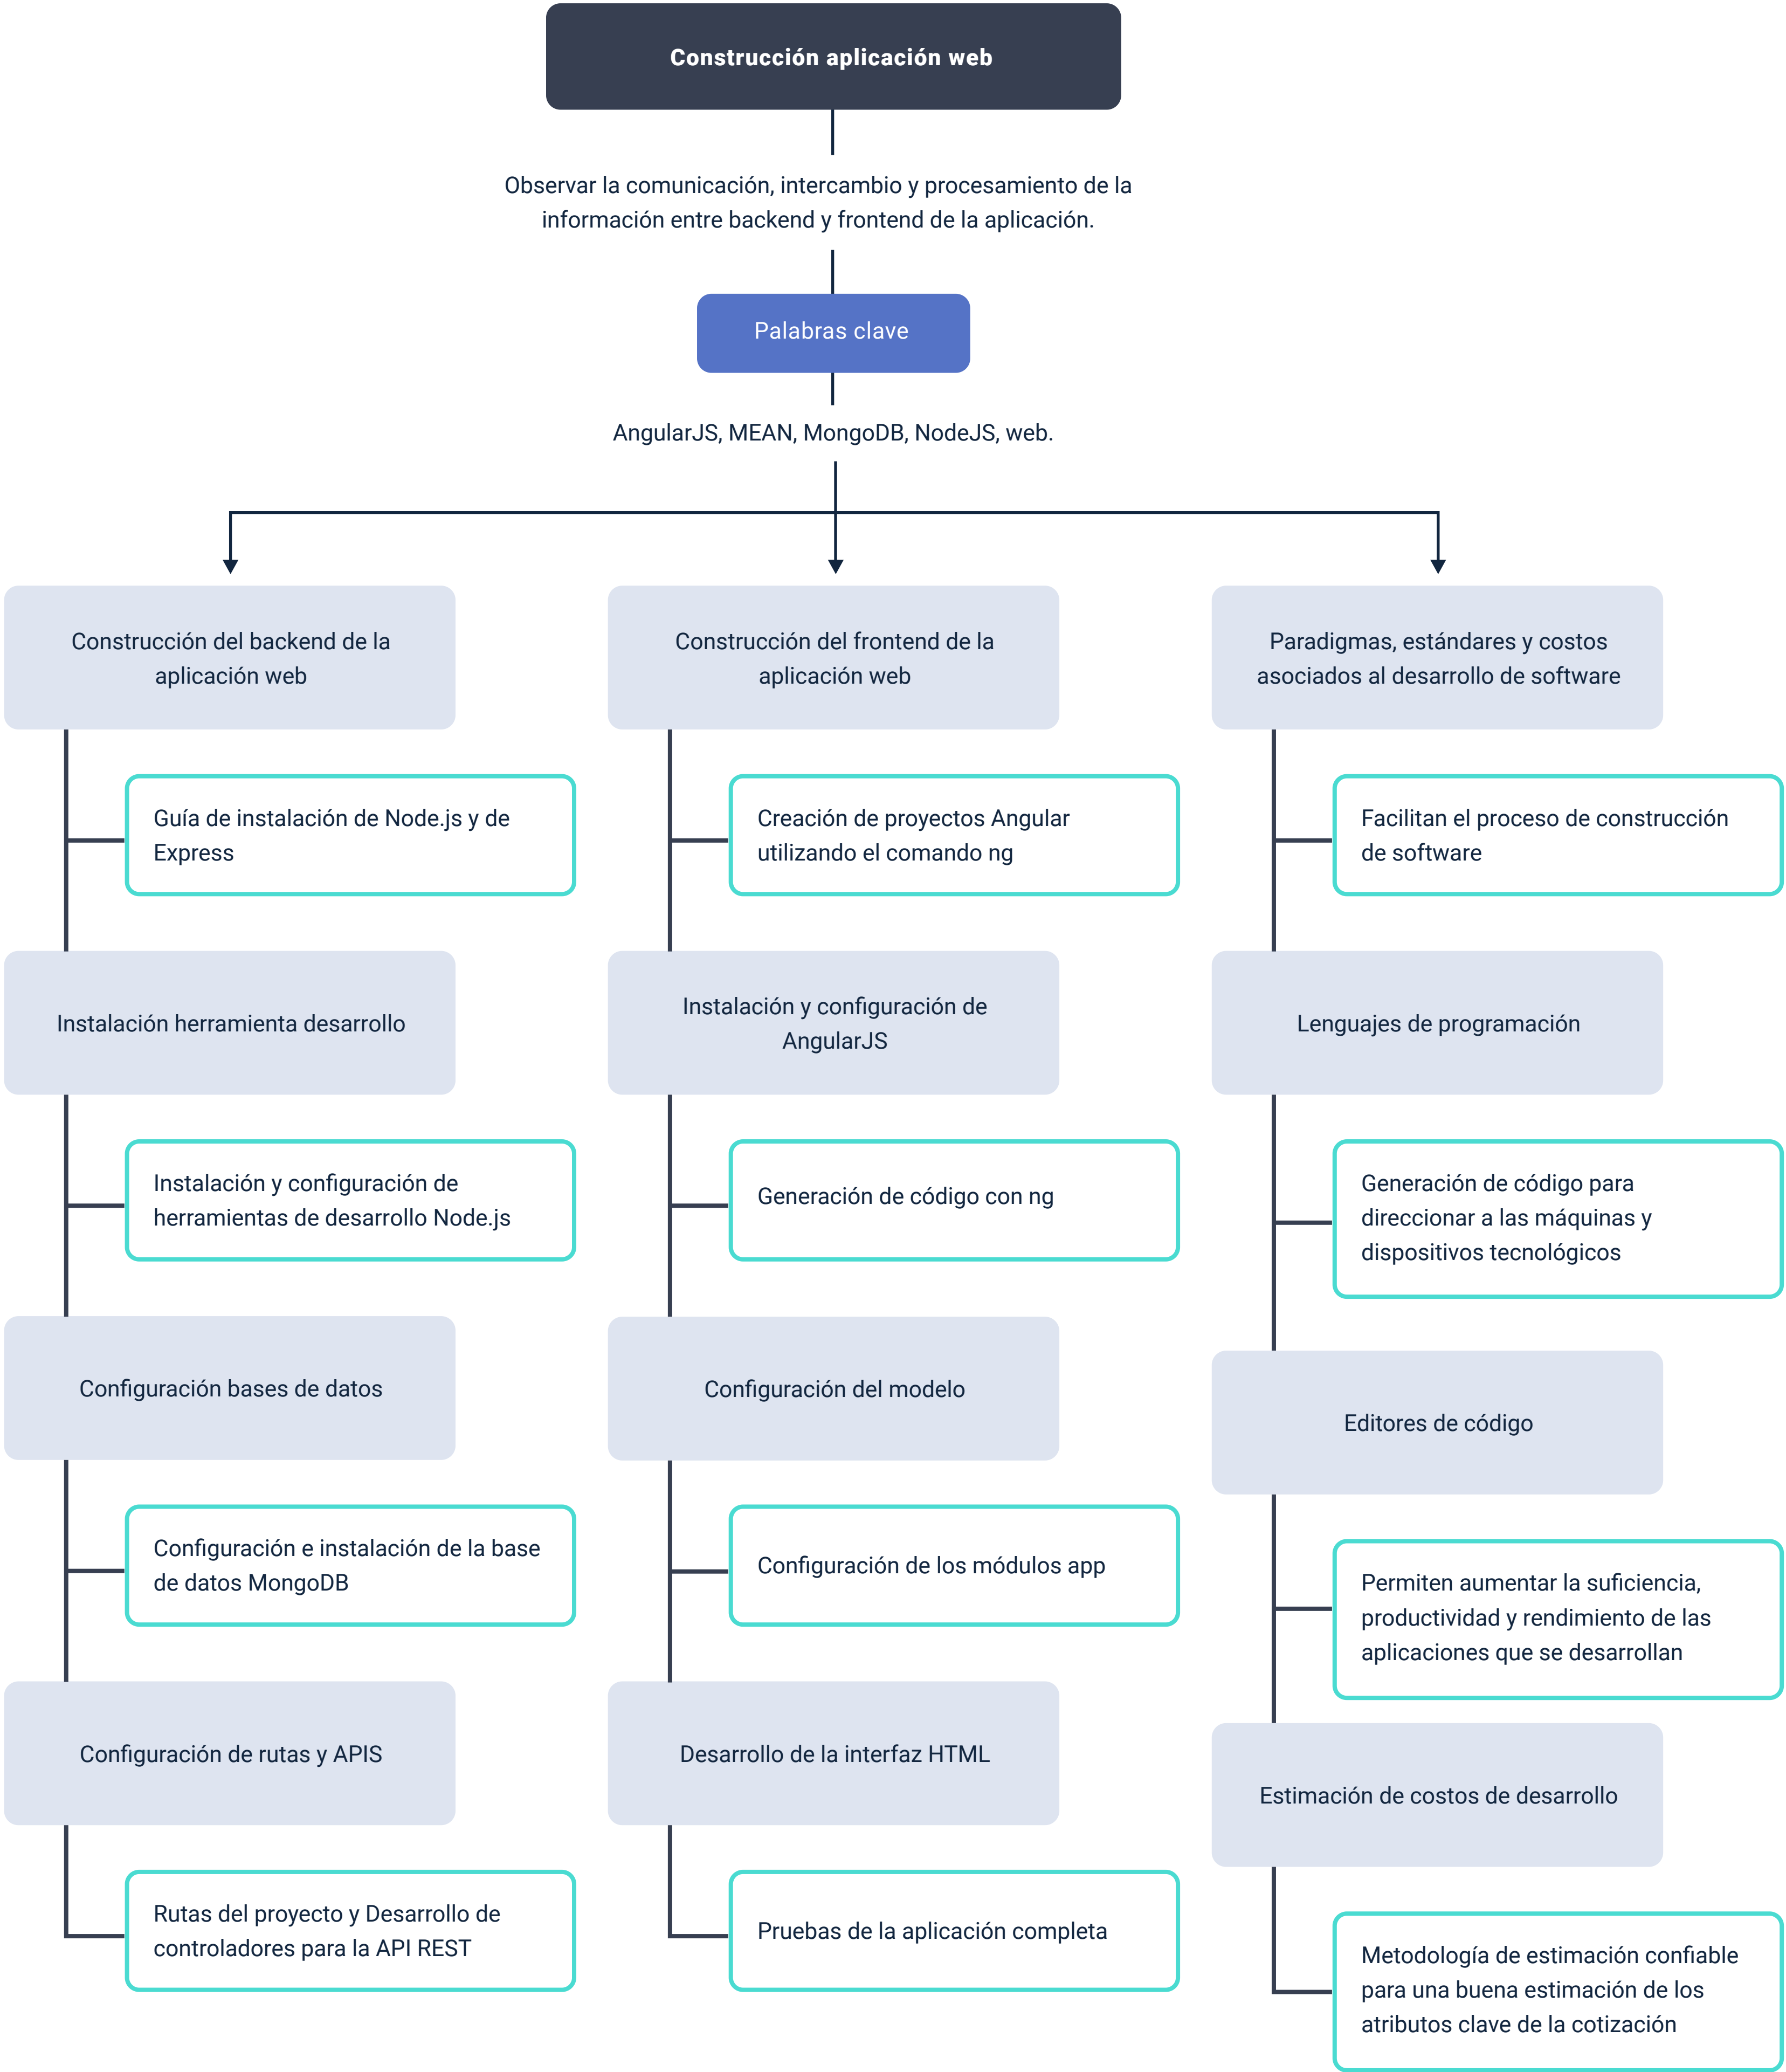 Construcción aplicación web
Observar la comunicación, intercambio y procesamiento de la
información entre backend y frontend de la aplicación.
Palabras clave
AngularJS, MEAN, MongoDB, NodeJS, web.
Construcción del backend de la
aplicación web
Guía de instalación de Node.js y de
Express
Instalación herramienta desarrollo
Instalación y configuración de
herramientas de desarrollo Node.js
Configuración bases de datos
Configuración e instalación de la base
de datos MongoDB
Configuración de rutas y APIS
Rutas del proyecto y Desarrollo de
controladores para la API REST
Construcción del frontend de la
aplicación web
Creación de proyectos Angular
utilizando el comando ng
Instalación y configuración de
AngularJS
Generación de código con ng
Configuración del modelo
Configuración de los módulos app
Desarrollo de la interfaz HTML
Pruebas de la aplicación completa
Paradigmas, estándares y costos
asociados al desarrollo de software
Facilitan el proceso de construcción
de software
Lenguajes de programación
Generación de código para
direccionar a las máquinas y
dispositivos tecnológicos
Editores de código
Permiten aumentar la suficiencia,
productividad y rendimiento de las
aplicaciones que se desarrollan
Estimación de costos de desarrollo
Metodología de estimación confiable
para una buena estimación de los
atributos clave de la cotización